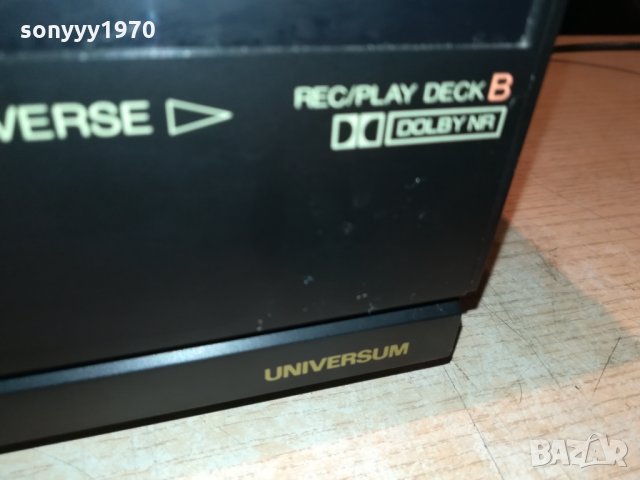 sonyyy1970
VERSE
REC/PLAY DECK B
DOLBY NR
UNIVERSUM
BAZAR